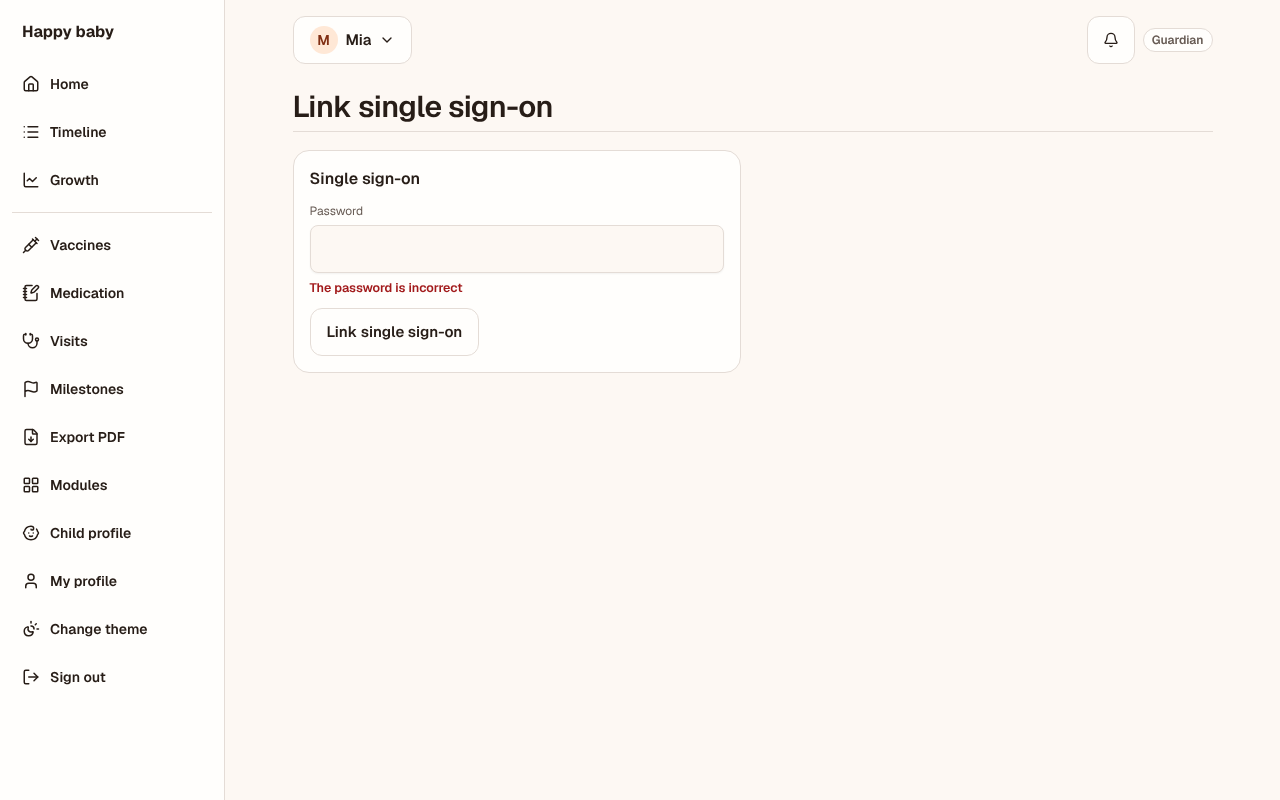 Happy baby
Home
Timeline
Growth
Vaccines
Medication
Visits
Milestones
Export PDF
Modules
Child profile
My profile
Change theme
Sign out
M Mia
Guardian
Link single sign-on
Single sign-on
Password
The password is incorrect
Link single sign-on